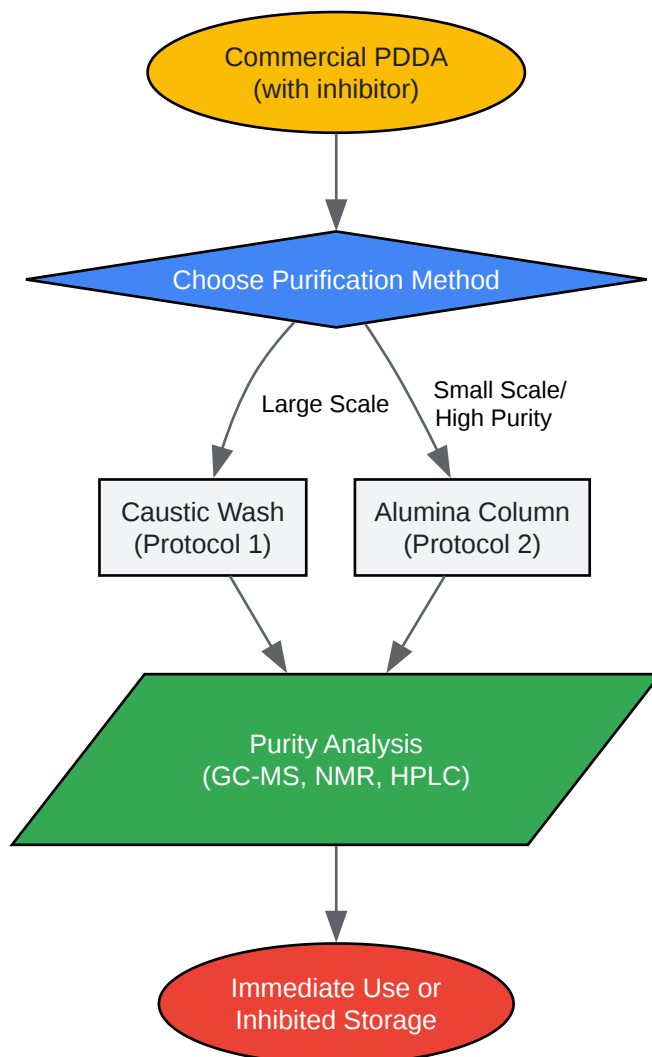 Commercial PDDA
(with inhibitor)
Choose Purification Method
Large Scale
Small Scale/
High Purity
Caustic Wash
(Protocol 1)
Alumina Column
(Protocol 2)
Purity Analysis
(GC-MS, NMR, HPLC)
Immediate Use or
Inhibited Storage